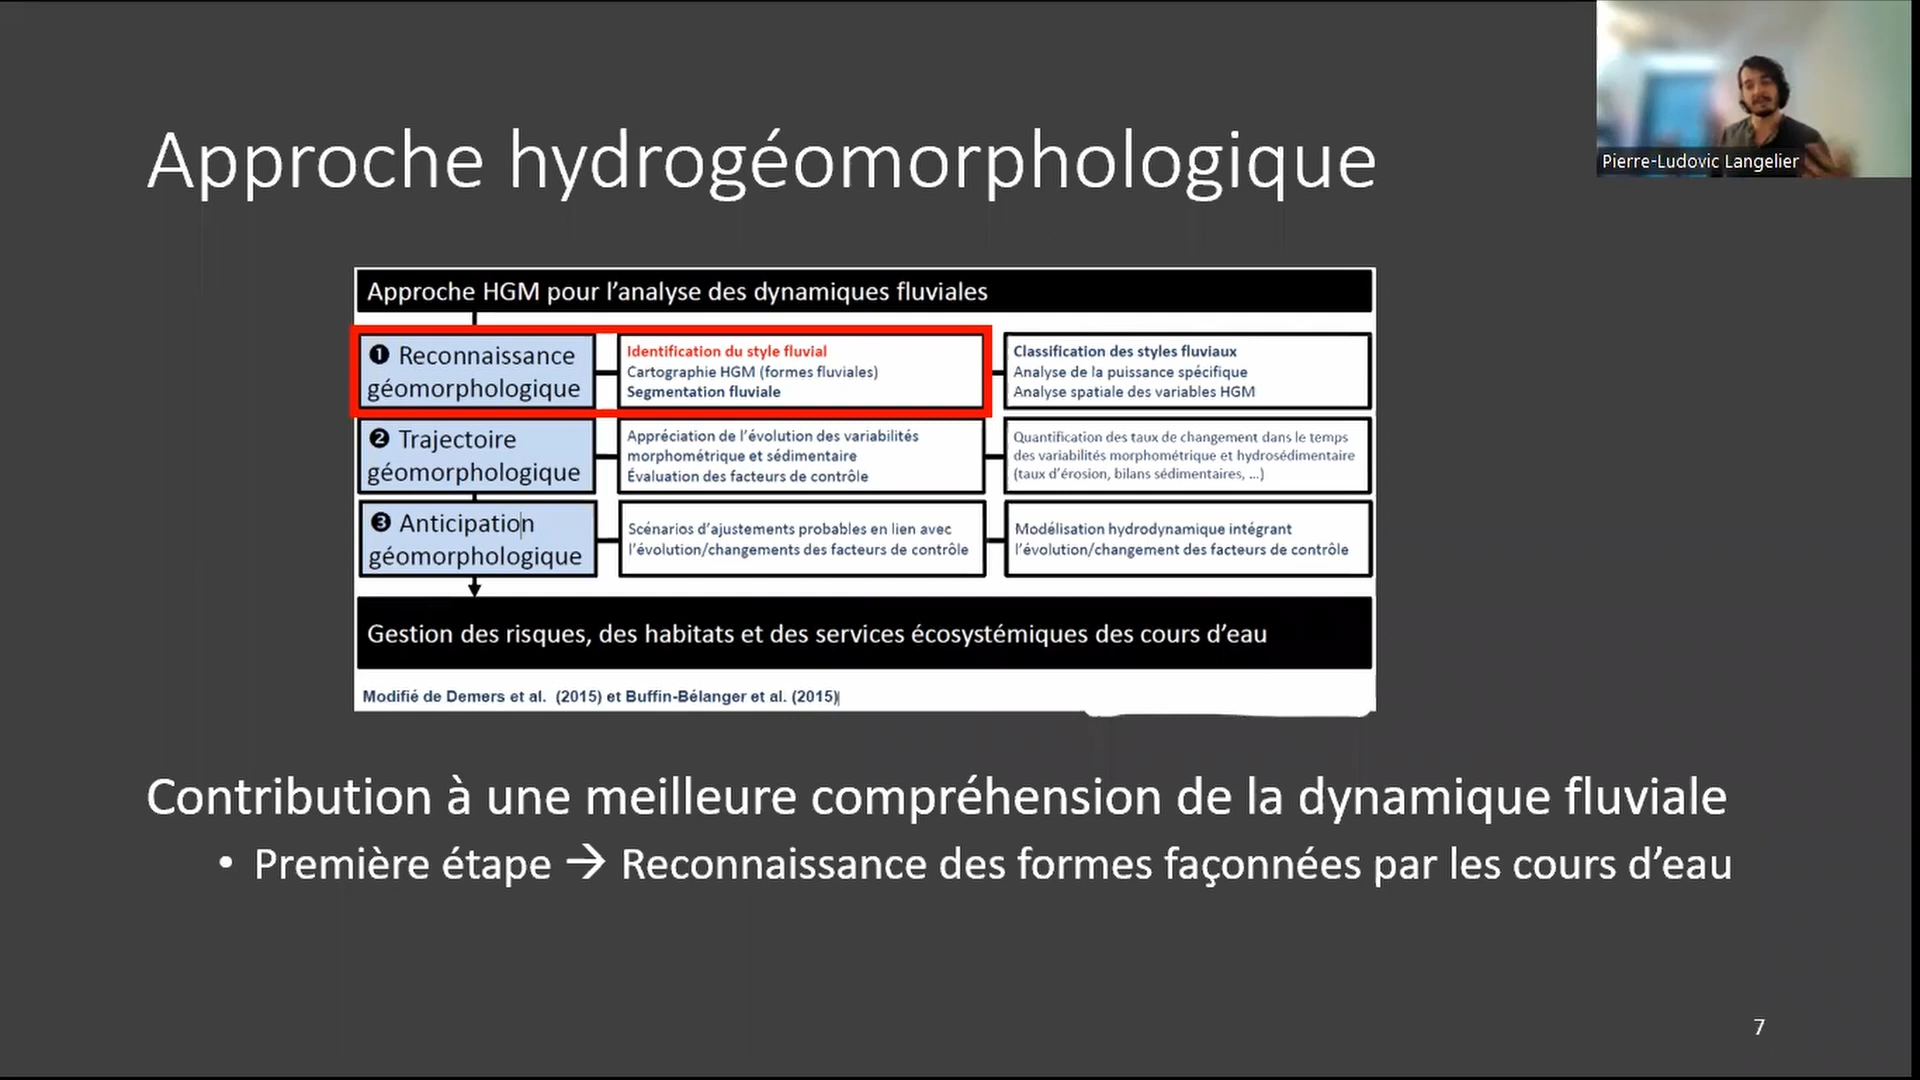 Pierre-Ludovic Langelier
Approche hydrogéomorphologique
Approche HGM pour l’analyse des dynamiques fluviales
❶ Reconnaissance
géomorphologique
Identification du style fluvial
Cartographie HGM (formes fluviales)
Segmentation fluviale
Classification des styles fluviaux
Analyse de la puissance spécifique
Analyse spatiale des variables HGM
❷ Trajectoire
géomorphologique
Appréciation de l’évolution des variabilités
morphométrique et sédimentaire
Évaluation des facteurs de contrôle
Quantification des taux de changement dans le temps
des variabilités morphométrique et hydrosédimentaire
(taux d’érosion, bilans sédimentaires, ...)
❸ Anticipation
géomorphologique
Scénarios d’ajustements probables en lien avec
l’évolution/changements des facteurs de contrôle
Modélisation hydrodynamique intégrant
l’évolution/changement des facteurs de contrôle
Gestion des risques, des habitats et des services écosystémiques des cours d’eau
Modifié de Demers et al. (2015) et Buffin-Bélanger et al. (2015)
Contribution à une meilleure compréhension de la dynamique fluviale
• Première étape → Reconnaissance des formes façonnées par les cours d’eau
7